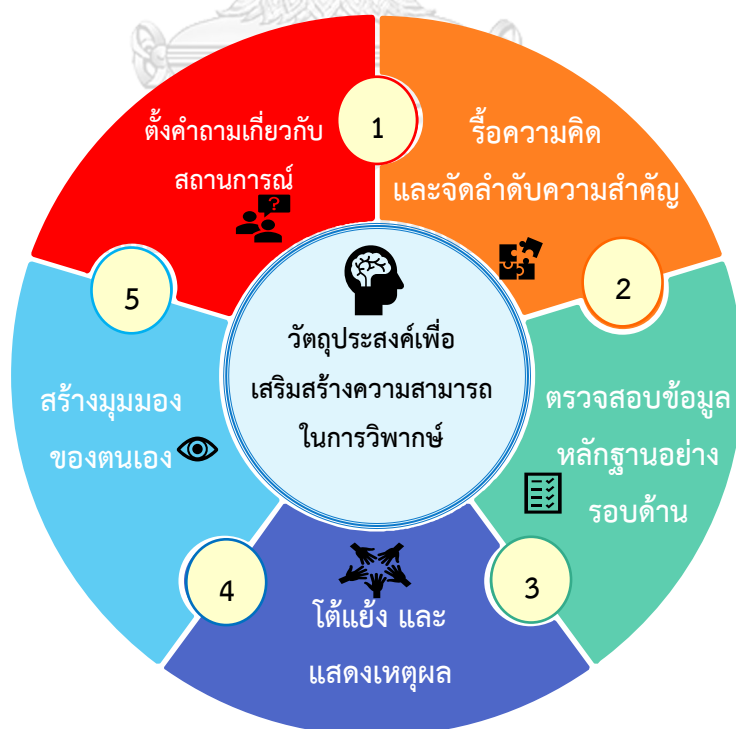 1
ตั้งคำถามเกี่ยวกับ
สถานการณ์
รื้อความคิด
และจัดลำดับความสำคัญ
2
ตรวจสอบข้อมูล
หลักฐานอย่าง
รอบด้าน
3
โต้แย้ง และ
แสดงเหตุผล
4
สร้างมุมมอง
ของตนเอง
5
วัตถุประสงค์เพื่อ
เสริมสร้างความสามารถ
ในการวิพากษ์
?